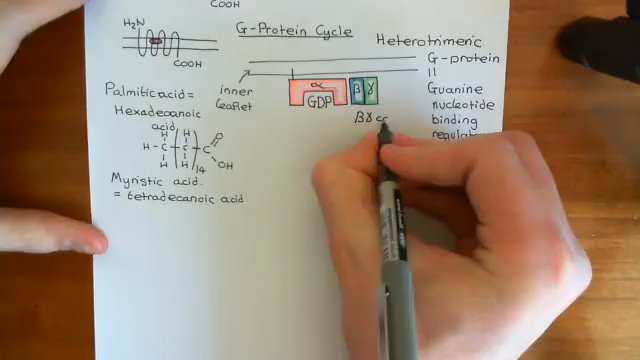 COOH
H₂N
COOH
G-Protein Cycle
Heterotrimeric
G-protein
=
Guanine
nucleotide
binding
inner
leaflet
α
GDP
β γ
βγ
Palmitic acid =
Hexadecanoic
acid
H H O
H-C-C-C
H H OH
14
Myristic acid.
= tetradecanoic acid